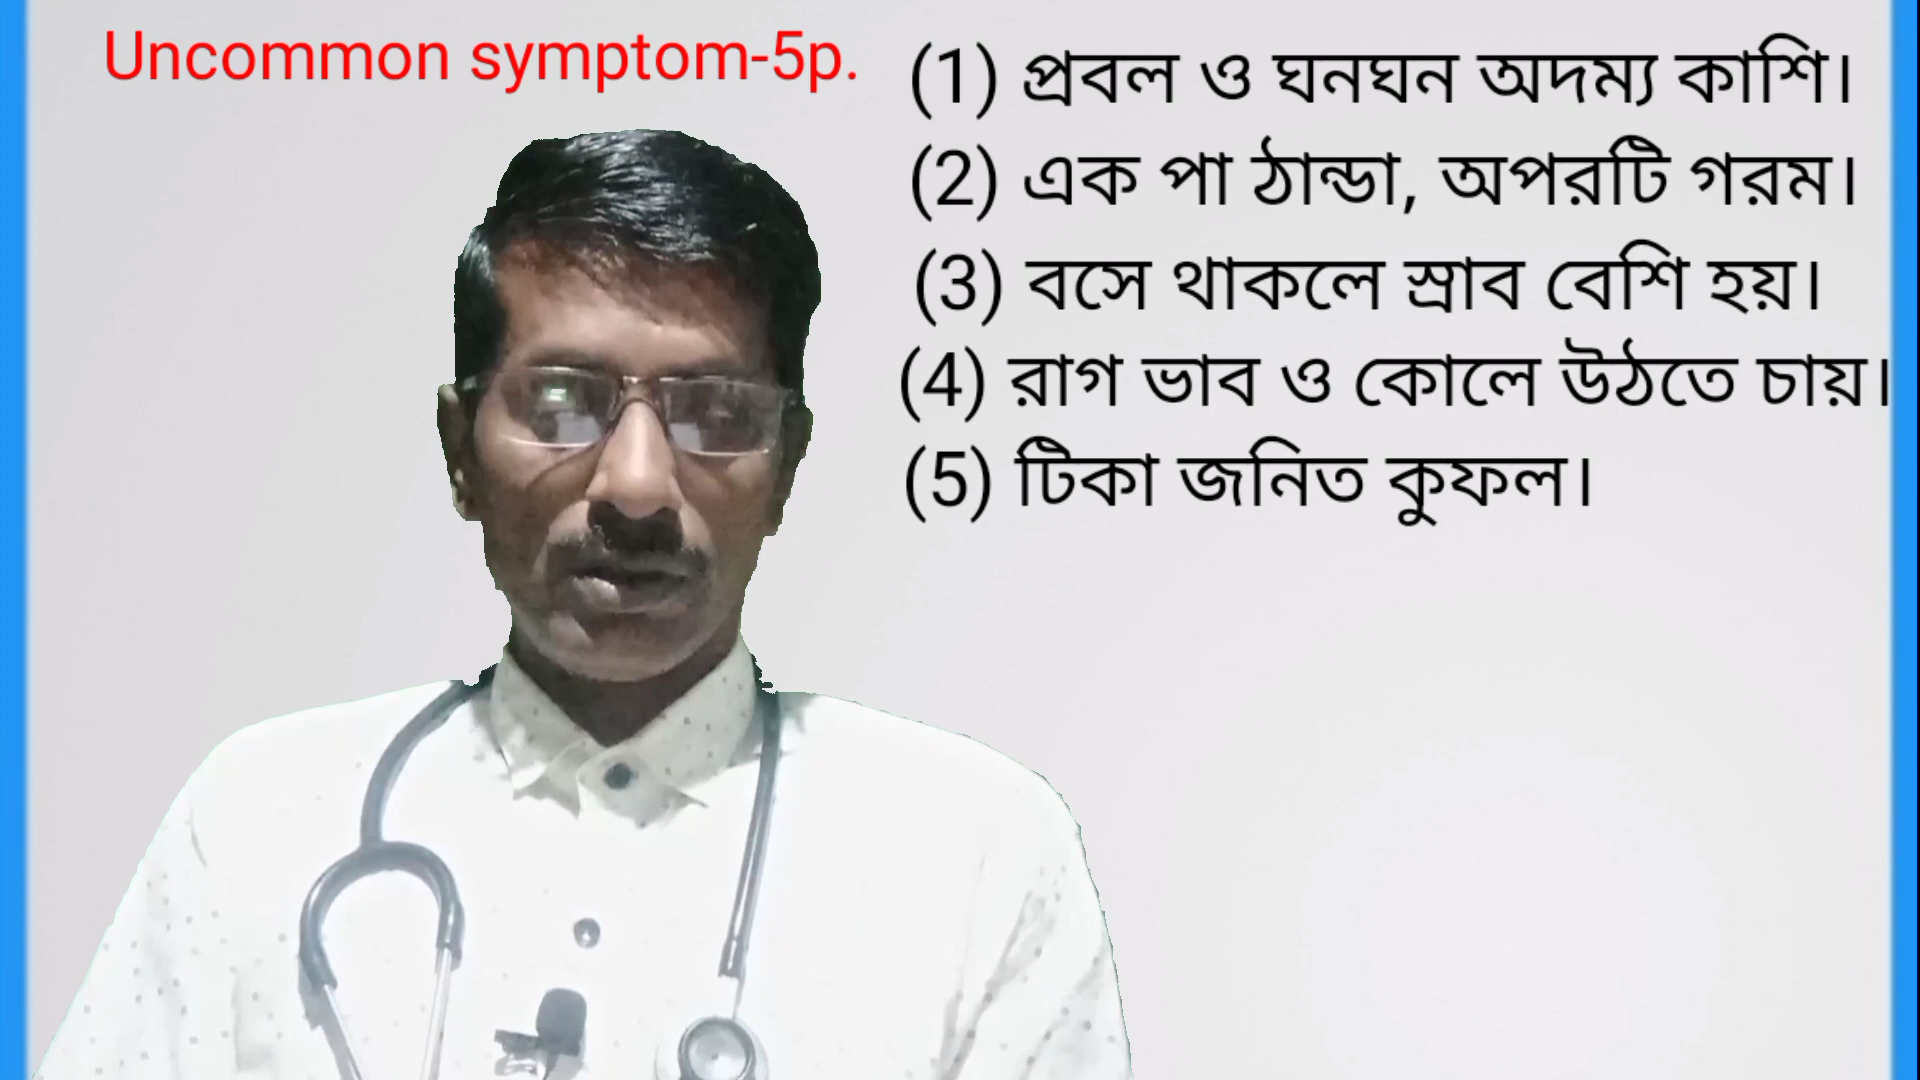 Uncommon symptom-5p.
(1) প্রবল ও ঘনঘন অদম্য কাশি।
(2) এক পা ঠান্ডা, অপরটি গরম।
(3) বসে থাকলে স্রাব বেশি হয়।
(4) রাগ ভাব ও কোলে উঠতে চায়।
(5) টিকা জনিত কুফল।